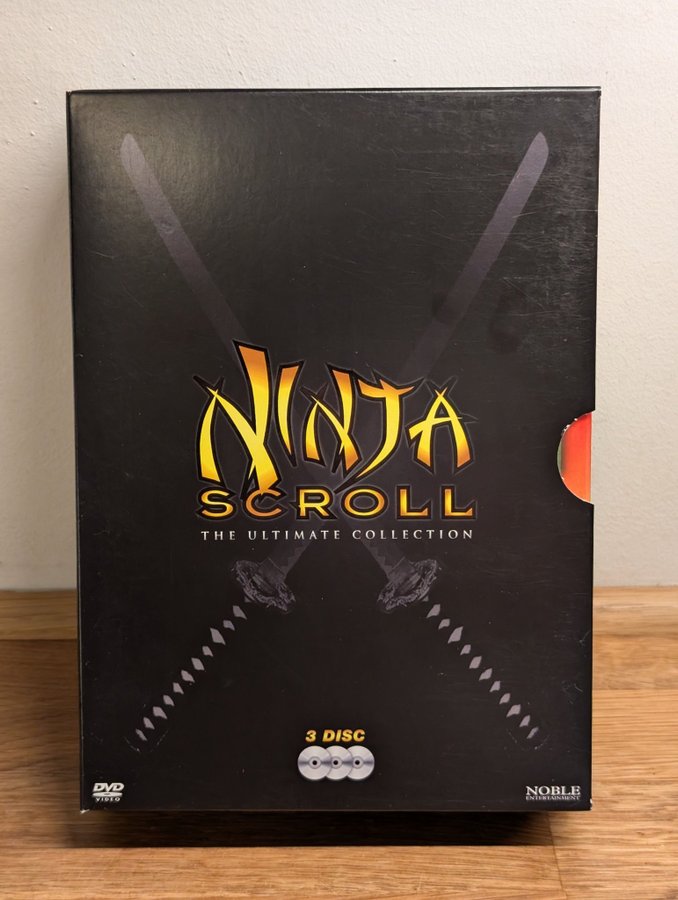 NINJA
SCROLL
THE ULTIMATE COLLECTION
3 DISC
DVD
VIDEO
NOBLE
ENTERTAINMENT